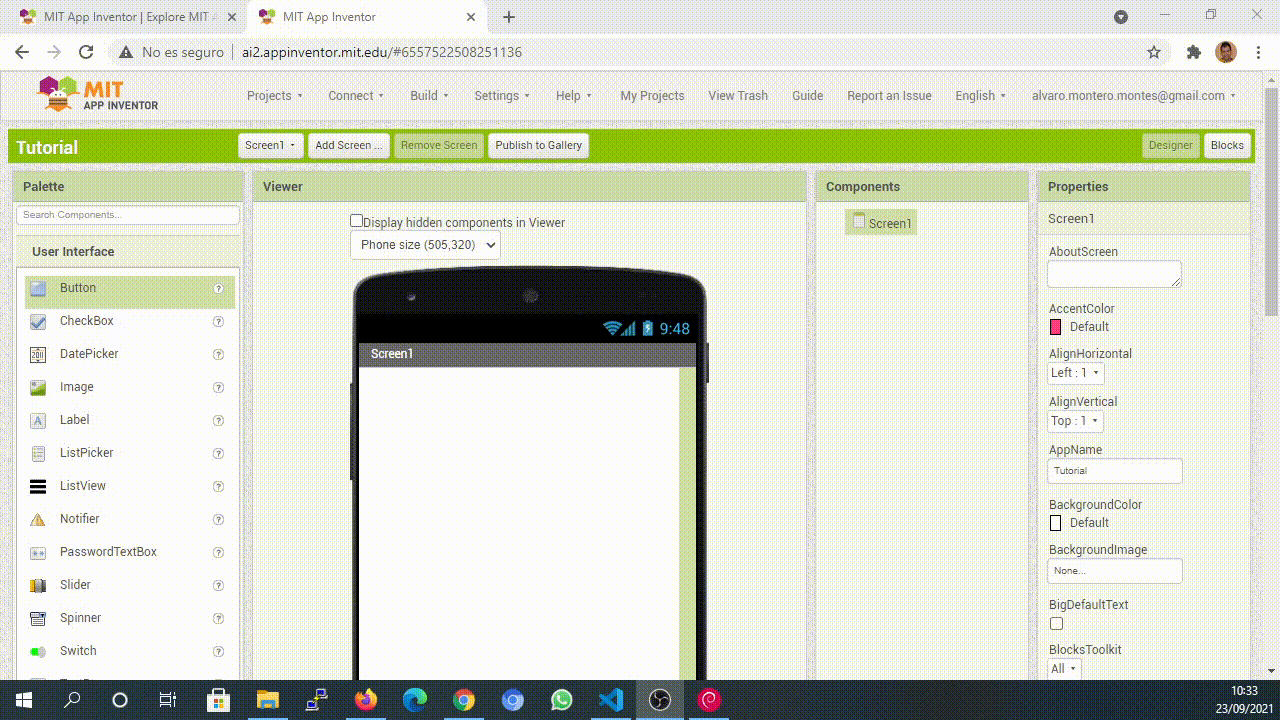 MIT App Inventor | Explore MIT A
MIT App Inventor
No es seguro | ai2.appinventor.mit.edu/#6557522508251136
MIT
APP INVENTOR
Projects Connect Build Settings Help My Projects View Trash Guide Report an Issue English alvaro.montero.montes@gmail.com
Tutorial
Screen1 Add Screen ... Remove Screen Publish to Gallery Designer Blocks
Palette
Search Components...
User Interface
Button
CheckBox
DatePicker
Image
Label
ListPicker
ListView
Notifier
PasswordTextBox
Slider
Spinner
Switch
Viewer
Display hidden components in Viewer
Phone size (505,320)
9:48
Screen1
Components
Screen1
Properties
Screen1
AboutScreen
AccentColor
Default
AlignHorizontal
Left : 1
AlignVertical
Top : 1
AppName
Tutorial
BackgroundColor
Default
BackgroundImage
None...
BigDefaultText
BlocksToolkit
All
10:33
23/09/2021